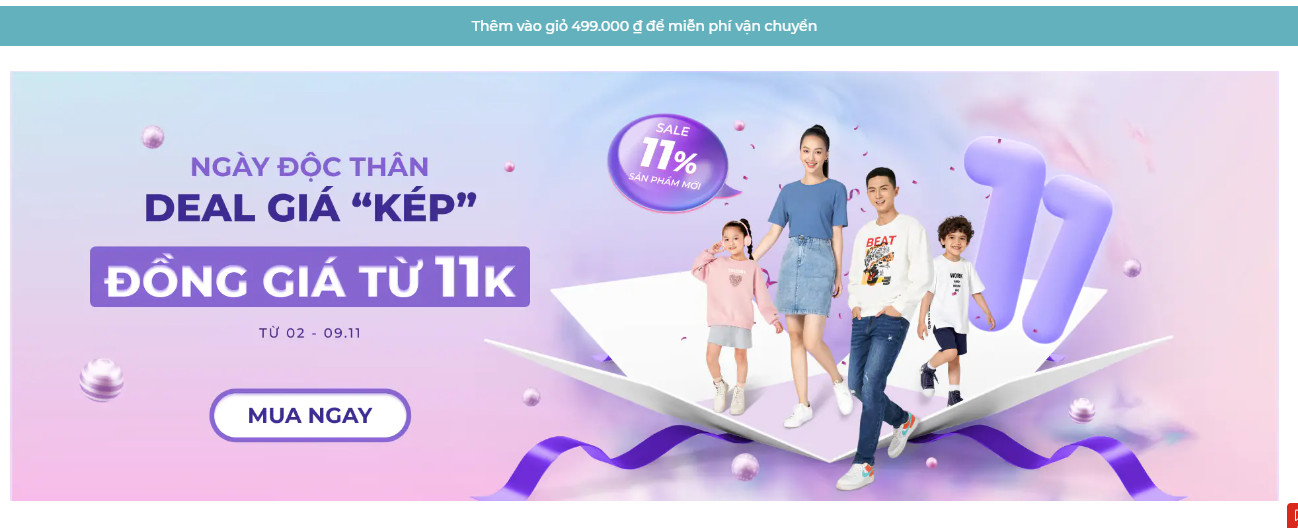 Thêm vào giỏ 499.000 ₫ để miễn phí vận chuyển
NGÀY ĐỘC THÂN
DEAL GIÁ “KÉP”
ĐỒNG GIÁ TỪ 11K
TỪ 02 - 09.11
MUA NGAY
SALE
11%
SẢN PHẨM MỚI
11
BEAT
WORK